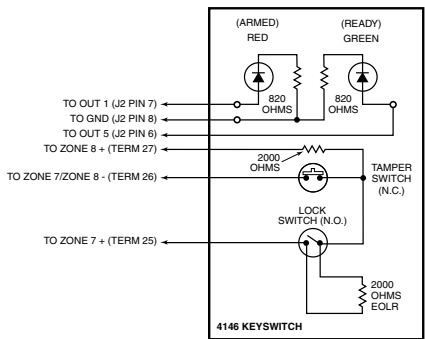 (ARMED)
RED
(READY)
GREEN
820
OHMS
820
OHMS
TO OUT 1 (J2 PIN 7)
TO GND (J2 PIN 8)
TO OUT 5 (J2 PIN 6)
TO ZONE 8 + (TERM 27)
2000
OHMS
TO ZONE 7/ZONE 8 - (TERM 26)
TAMPER
SWITCH
(N.C.)
LOCK
SWITCH (N.O.)
TO ZONE 7 + (TERM 25)
2000
OHMS
EOLR
4146 KEYSWITCH